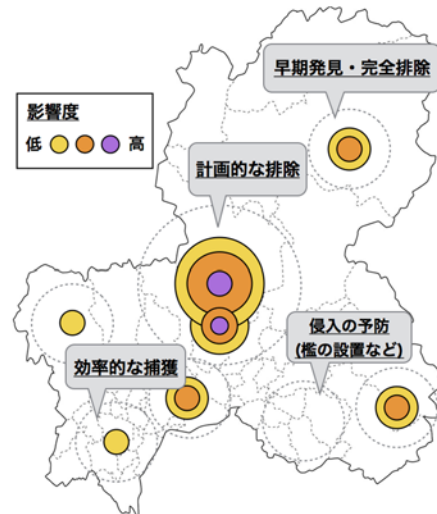 早期発見・完全排除
影響度
低 高
計画的な排除
侵入の予防
(檻の設置など)
効率的な捕獲